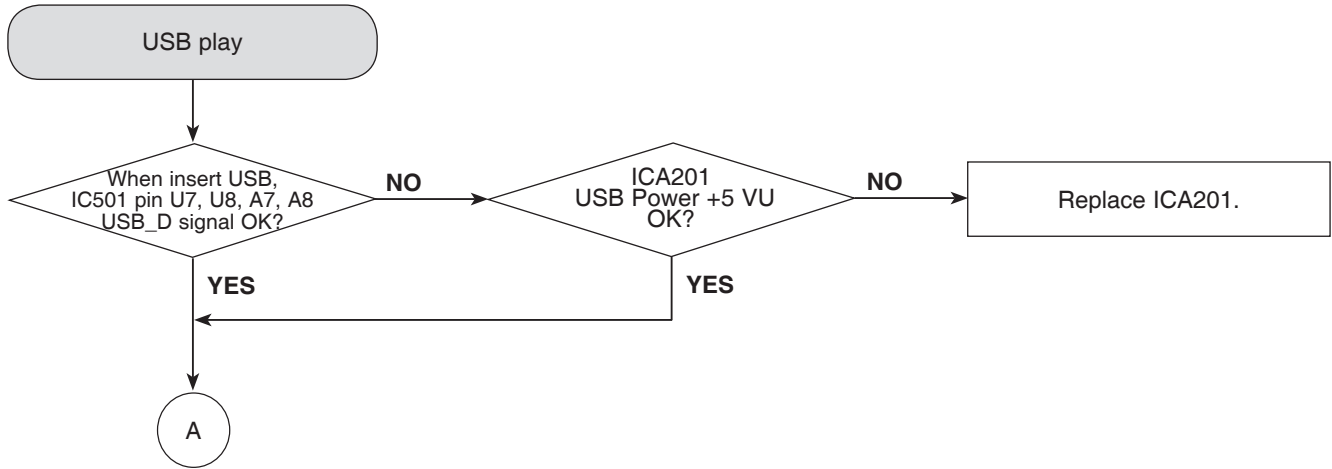 USB play
When insert USB,
IC501 pin U7, U8, A7, A8
USB_D signal OK?
NO
ICA201
USB Power +5 VU
OK?
NO
Replace ICA201.
YES
YES
A